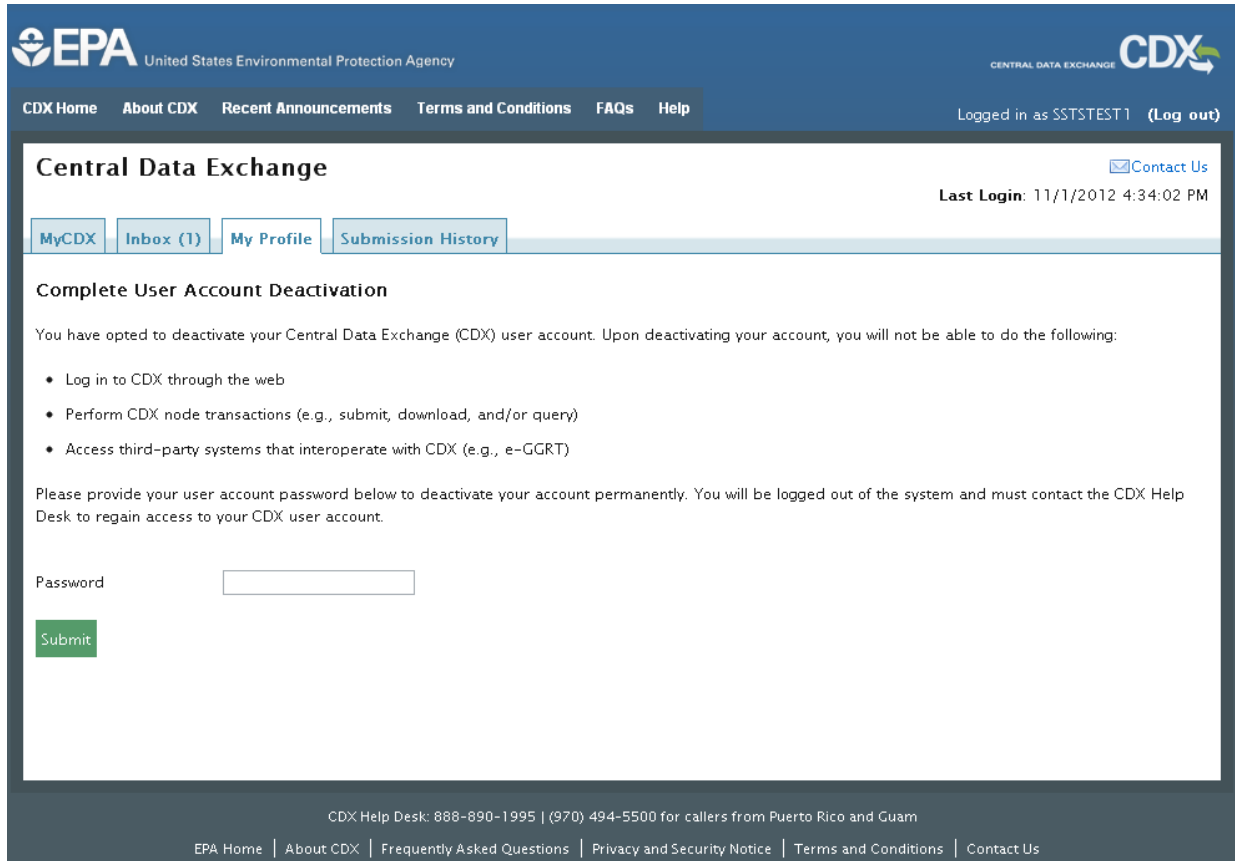 EPA United States Environmental Protection Agency
CENTRAL DATA EXCHANGE CDX
CDX Home About CDX Recent Announcements Terms and Conditions FAQs Help
Logged in as SSTSTEST1 (Log out)
Central Data Exchange
Contact Us
Last Login: 11/1/2012 4:34:02 PM
MyCDX Inbox (1) My Profile Submission History
Complete User Account Deactivation
You have opted to deactivate your Central Data Exchange (CDX) user account. Upon deactivating your account, you will not be able to do the following:
• Log in to CDX through the web
• Perform CDX node transactions (e.g., submit, download, and/or query)
• Access third-party systems that interoperate with CDX (e.g., e-GGRT)
Please provide your user account password below to deactivate your account permanently. You will be logged out of the system and must contact the CDX Help
Desk to regain access to your CDX user account.
Password
Submit
CDX Help Desk: 888-890-1995 | (970) 494-5500 for callers from Puerto Rico and Guam
EPA Home | About CDX | Frequently Asked Questions | Privacy and Security Notice | Terms and Conditions | Contact Us